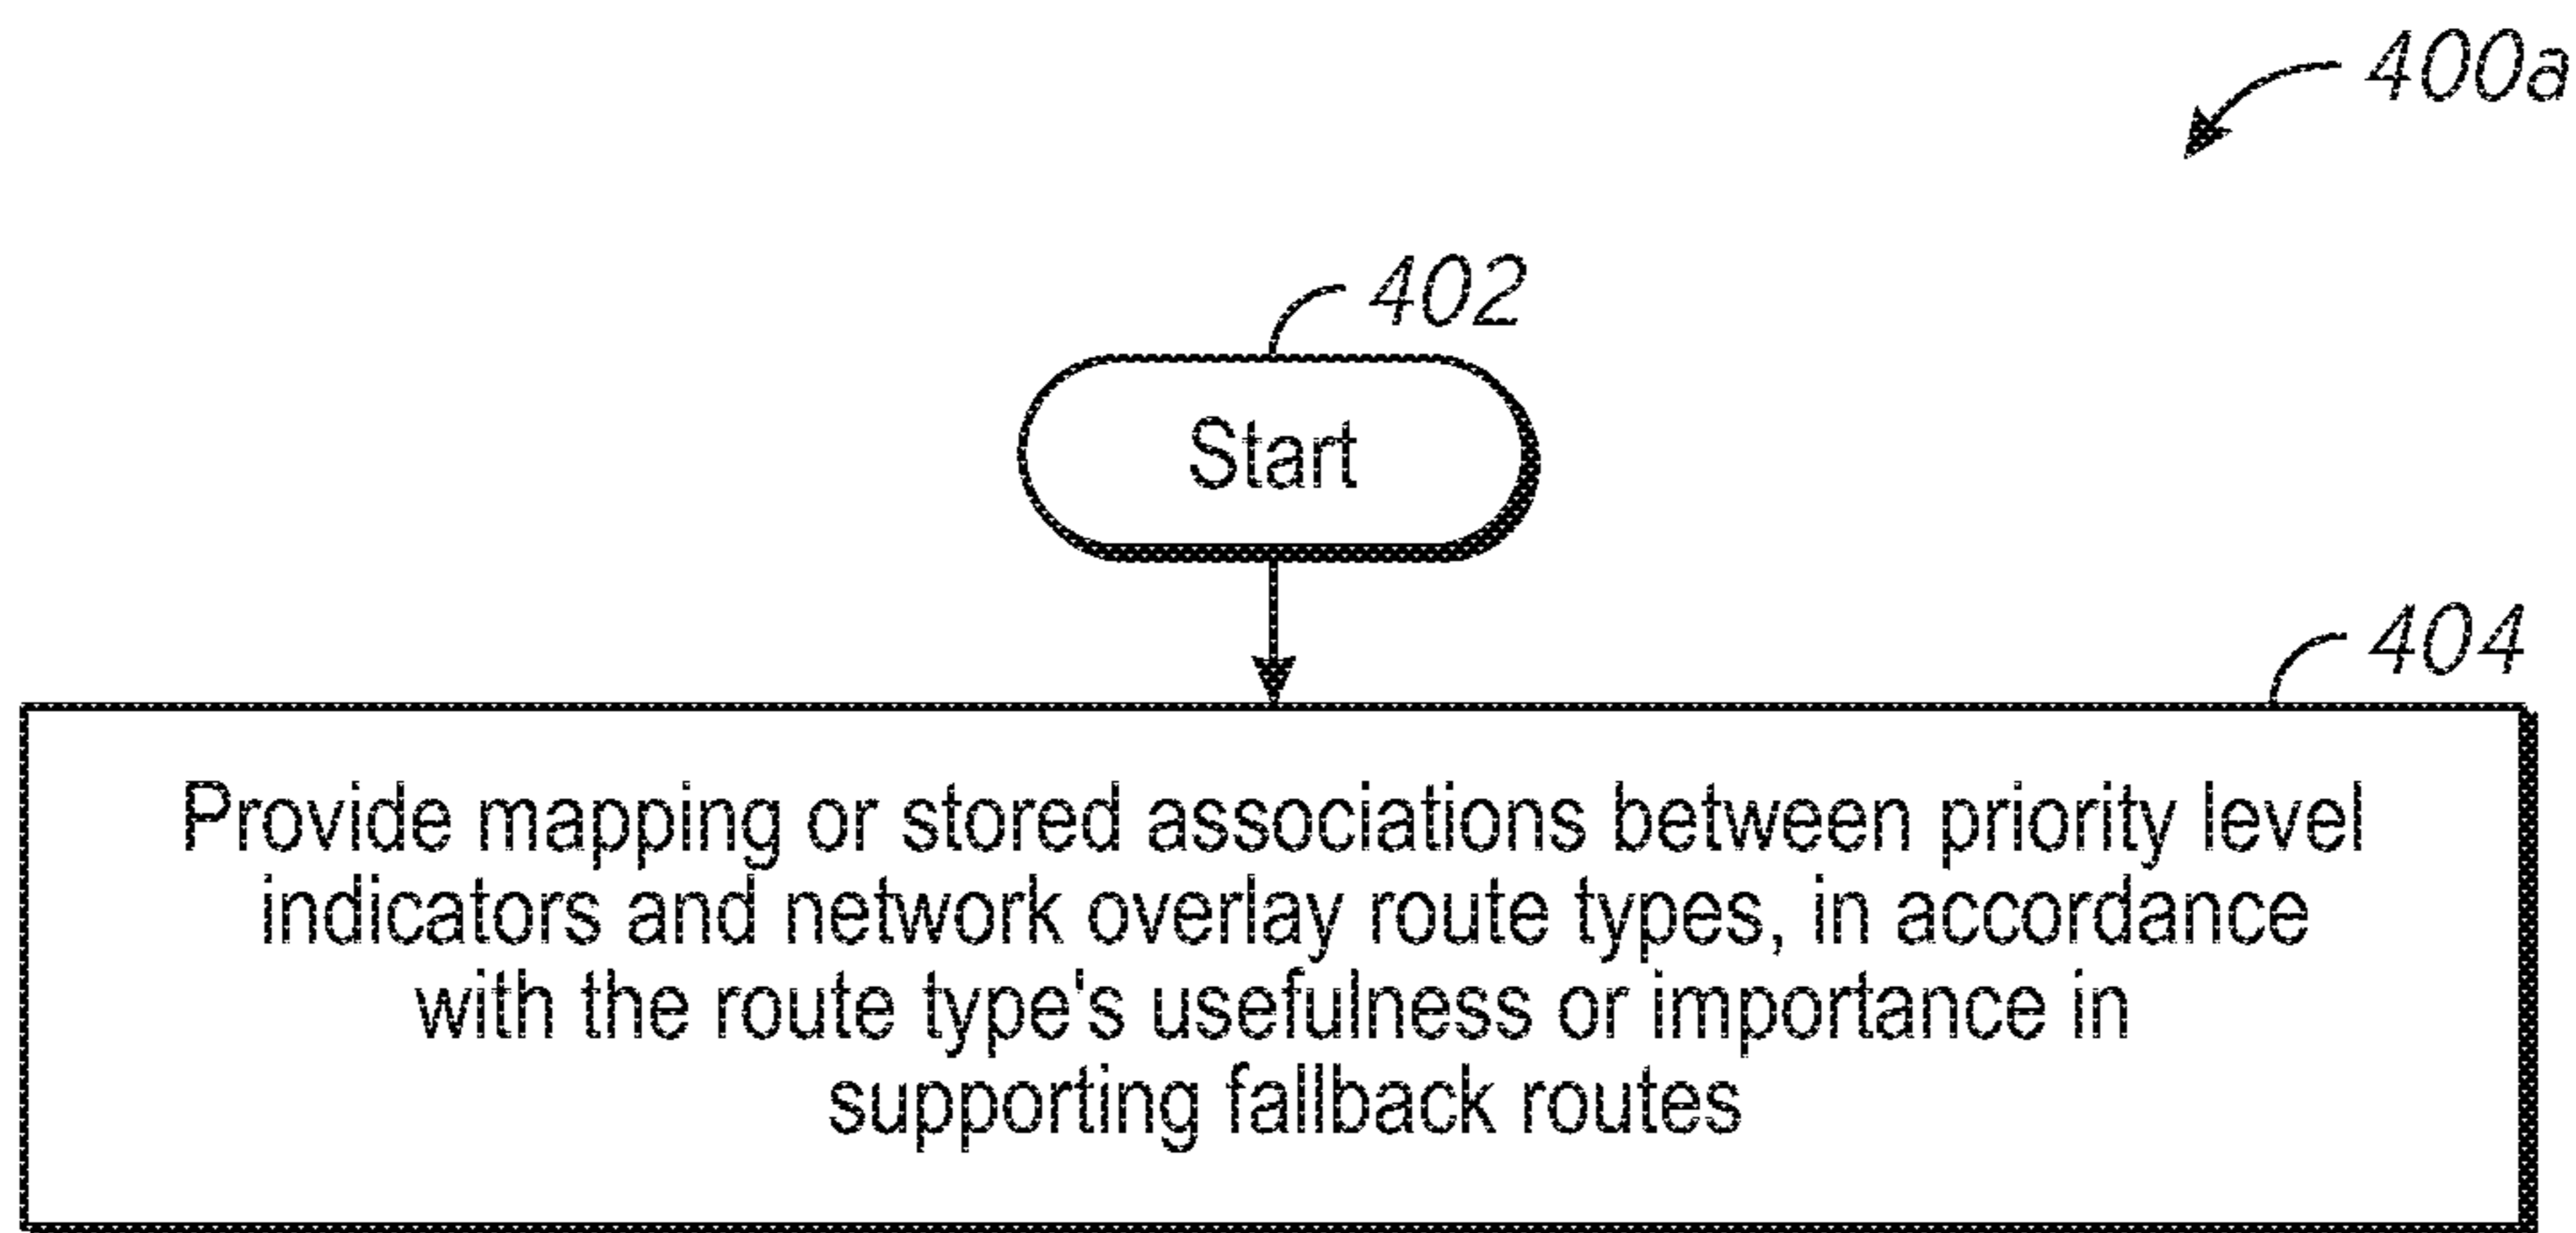 400a
402
Start
404
Provide mapping or stored associations between priority level
indicators and network overlay route types, in accordance
with the route type's usefulness or importance in
supporting fallback routes